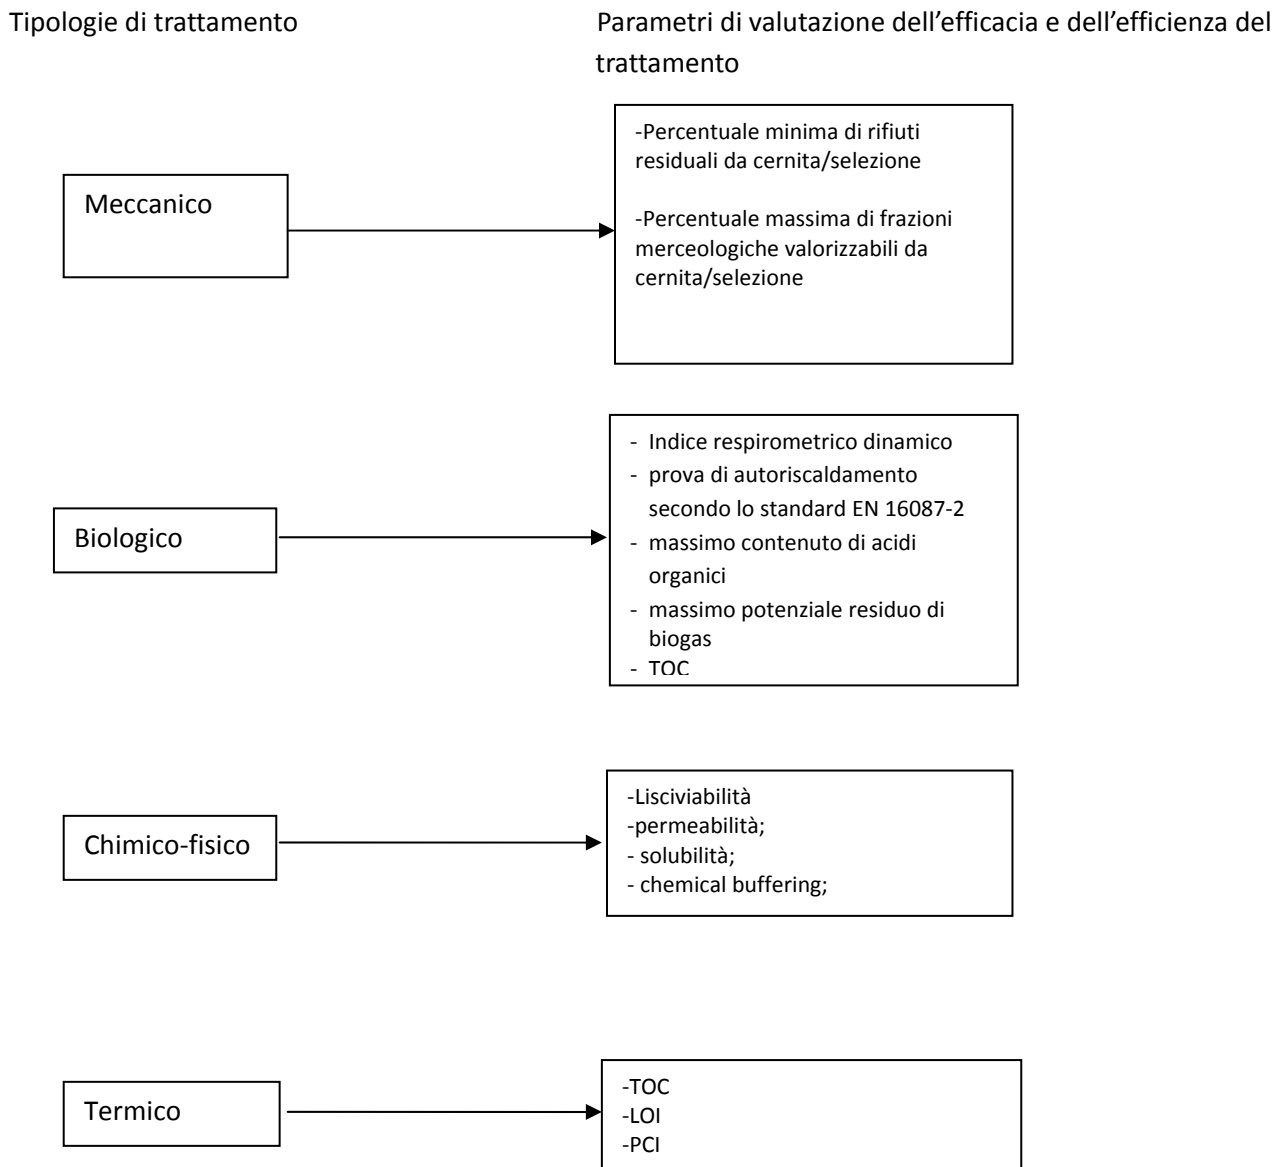 Tipologie di trattamento
Parametri di valutazione dell’efficacia e dell’efficienza del
trattamento
Meccanico
-Percentuale minima di rifiuti
residuali da cernita/selezione
-Percentuale massima di frazioni
merceologiche valorizzabili da
cernita/selezione
Biologico
- Indice respirometrico dinamico
- prova di autoriscaldamento
secondo lo standard EN 16087-2
- massimo contenuto di acidi
organici
- massimo potenziale residuo di
biogas
- TOC
Chimico-fisico
-Lisciviabilità
-permeabilità;
- solubilità;
- chemical buffering;
Termico
-TOC
-LOI
-PCI